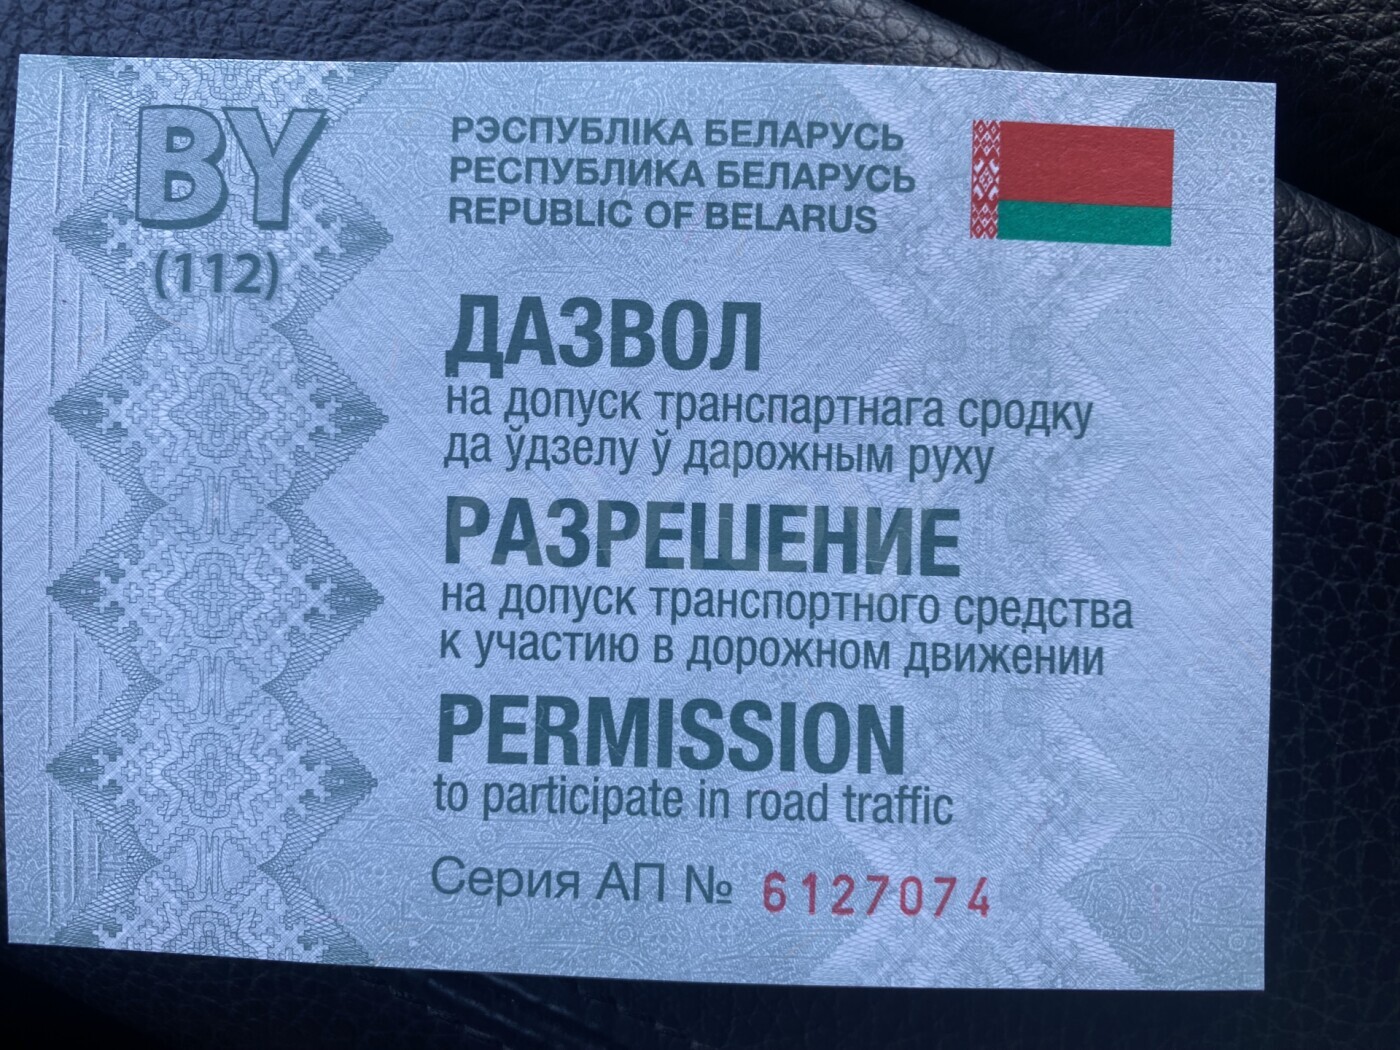 BY
(112)
РЭСПУБЛІКА БЕЛАРУСЬ
РЕСПУБЛИКА БЕЛАРУСЬ
REPUBLIC OF BELARUS
ДАЗВОЛ
на допуск транспартнага сродку
да ўдзелу ў дарожным руху
РАЗРЕШЕНИЕ
на допуск транспортного средства
к участию в дорожном движении
PERMISSION
to participate in road traffic
Серия АП № 6127074